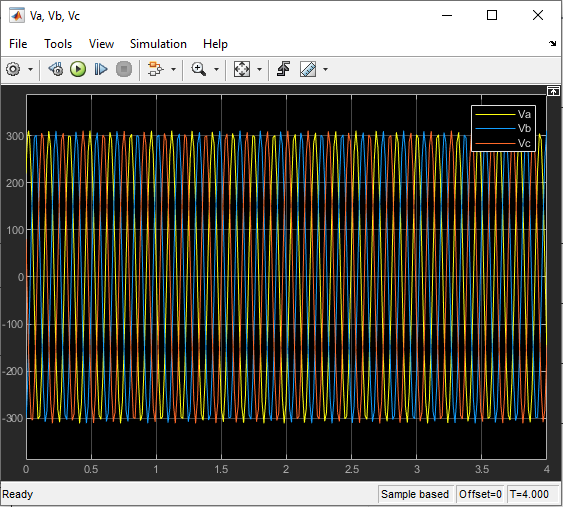 Va, Vb, Vc
File Tools View Simulation Help
Va
Vb
Vc
300
200
100
0
-100
-200
-300
0 0.5 1 1.5 2 2.5 3 3.5 4
Ready Sample based Offset=0 T=4.000